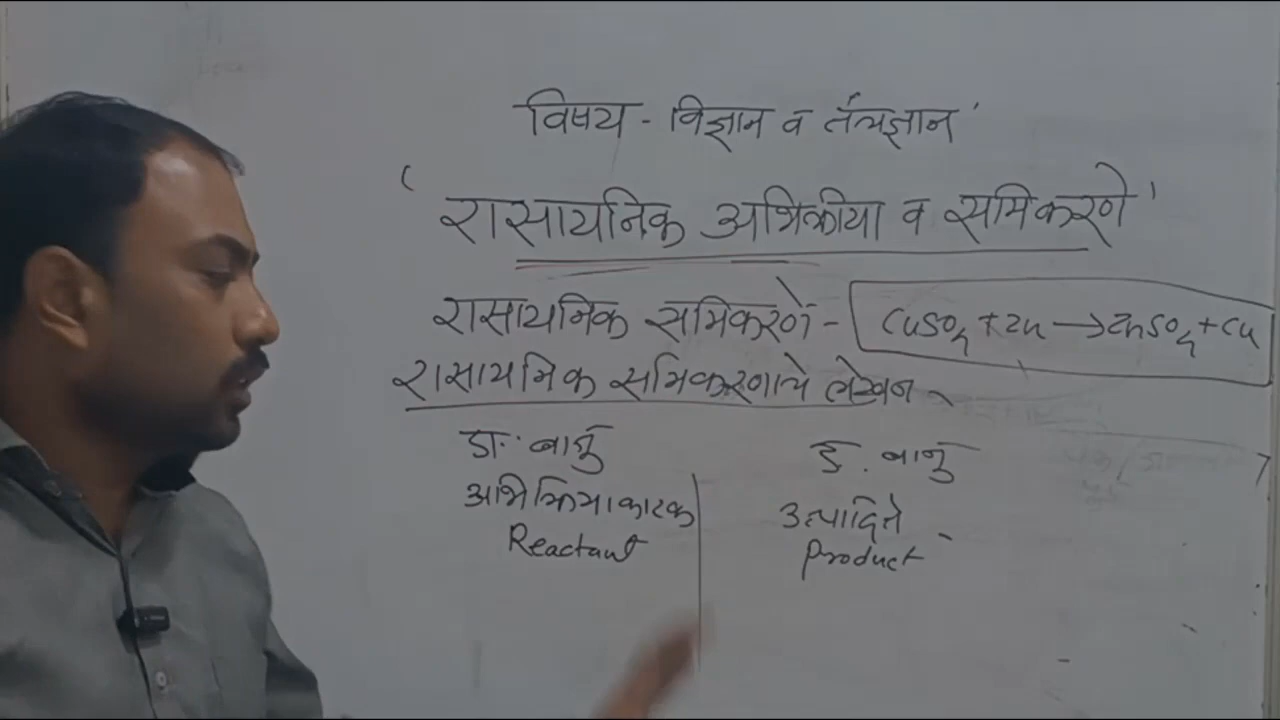 विषय - विज्ञान व तंत्रज्ञान '
' रासायनिक अभिक्रीया व समिकरणे '
रासायनिक समिकरणे - CuSO4 + Zn → ZnSO4 + Cu
रासायनिक समिकरणाचे लेखन
डा. बाजु
इ. बाजु
अभिक्रियाकारक
उत्पादिते
Reactant
Product